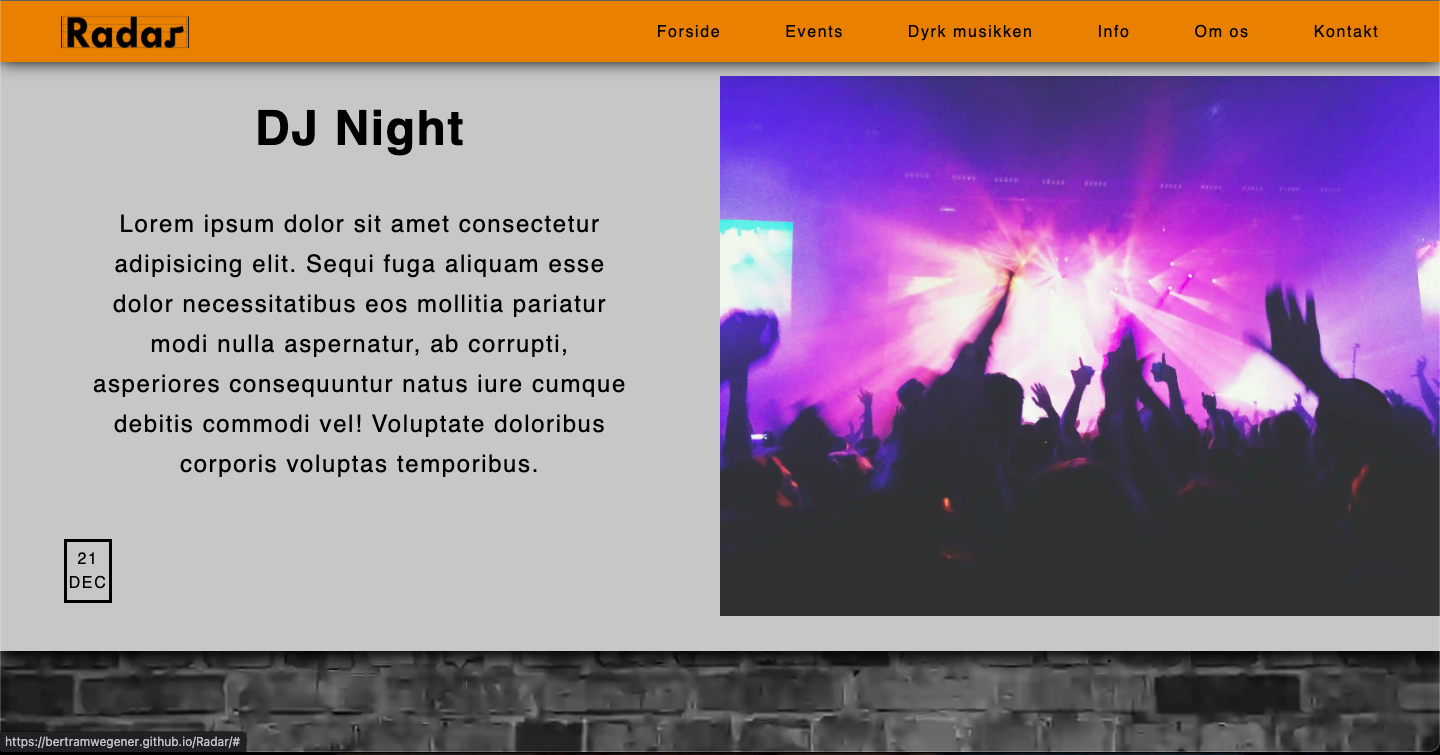 Radar
Forside Events Dyrk musikken Info Om os Kontakt
DJ Night
Lorem ipsum dolor sit amet consectetur
adipisicing elit. Sequi fuga aliquam esse
dolor necessitatibus eos mollitia pariatur
modi nulla aspernatur, ab corrupti,
asperiores consequuntur natus iure cumque
debitis commodi vel! Voluptate doloribus
corporis voluptas temporibus.
21
DEC
https://bertramwegener.github.io/Radar/#